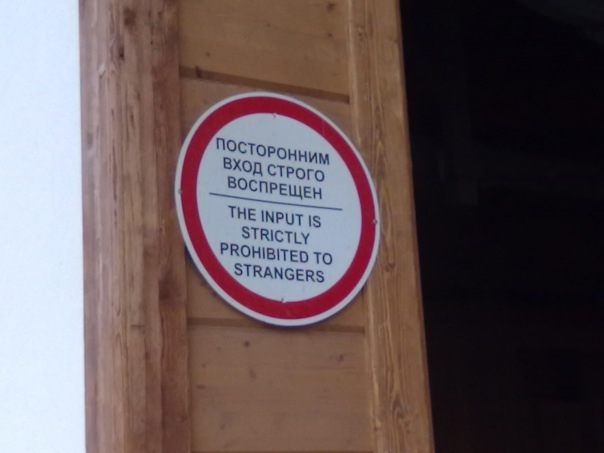 ПОСТОРОННИМ
ВХОД СТРОГО
ВОСПРЕЩЕН
THE INPUT IS
STRICTLY
PROHIBITED TO
STRANGERS